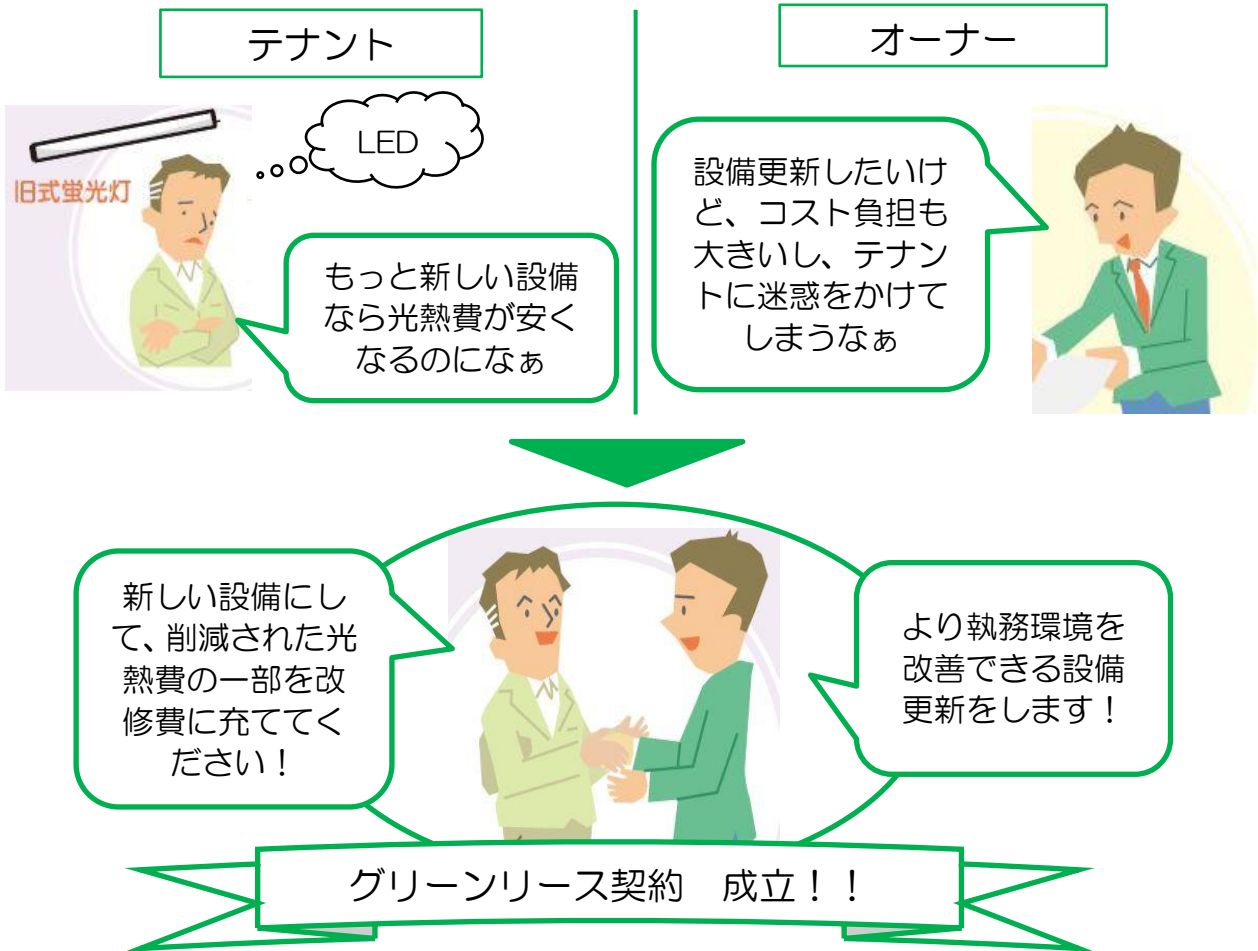 テナント
オーナー
LED
旧式蛍光灯
もっと新しい設備
なら光熱費が安く
なるのになぁ
設備更新したいけ
ど、コスト負担も
大きいし、テナン
トに迷惑をかけて
しまうなぁ
新しい設備にし
て、削減された光
熱費の一部を改
修費に充ててく
ださい！
より執務環境を
改善できる設備
更新をします！
グリーンリース契約　成立！！